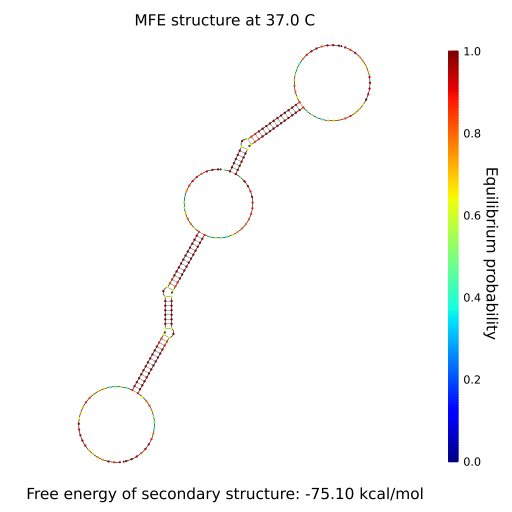 MFE structure at 37.0 C
1.0
0.8
0.6
0.4
0.2
0.0
Equilibrium probability
Free energy of secondary structure: -75.10 kcal/mol